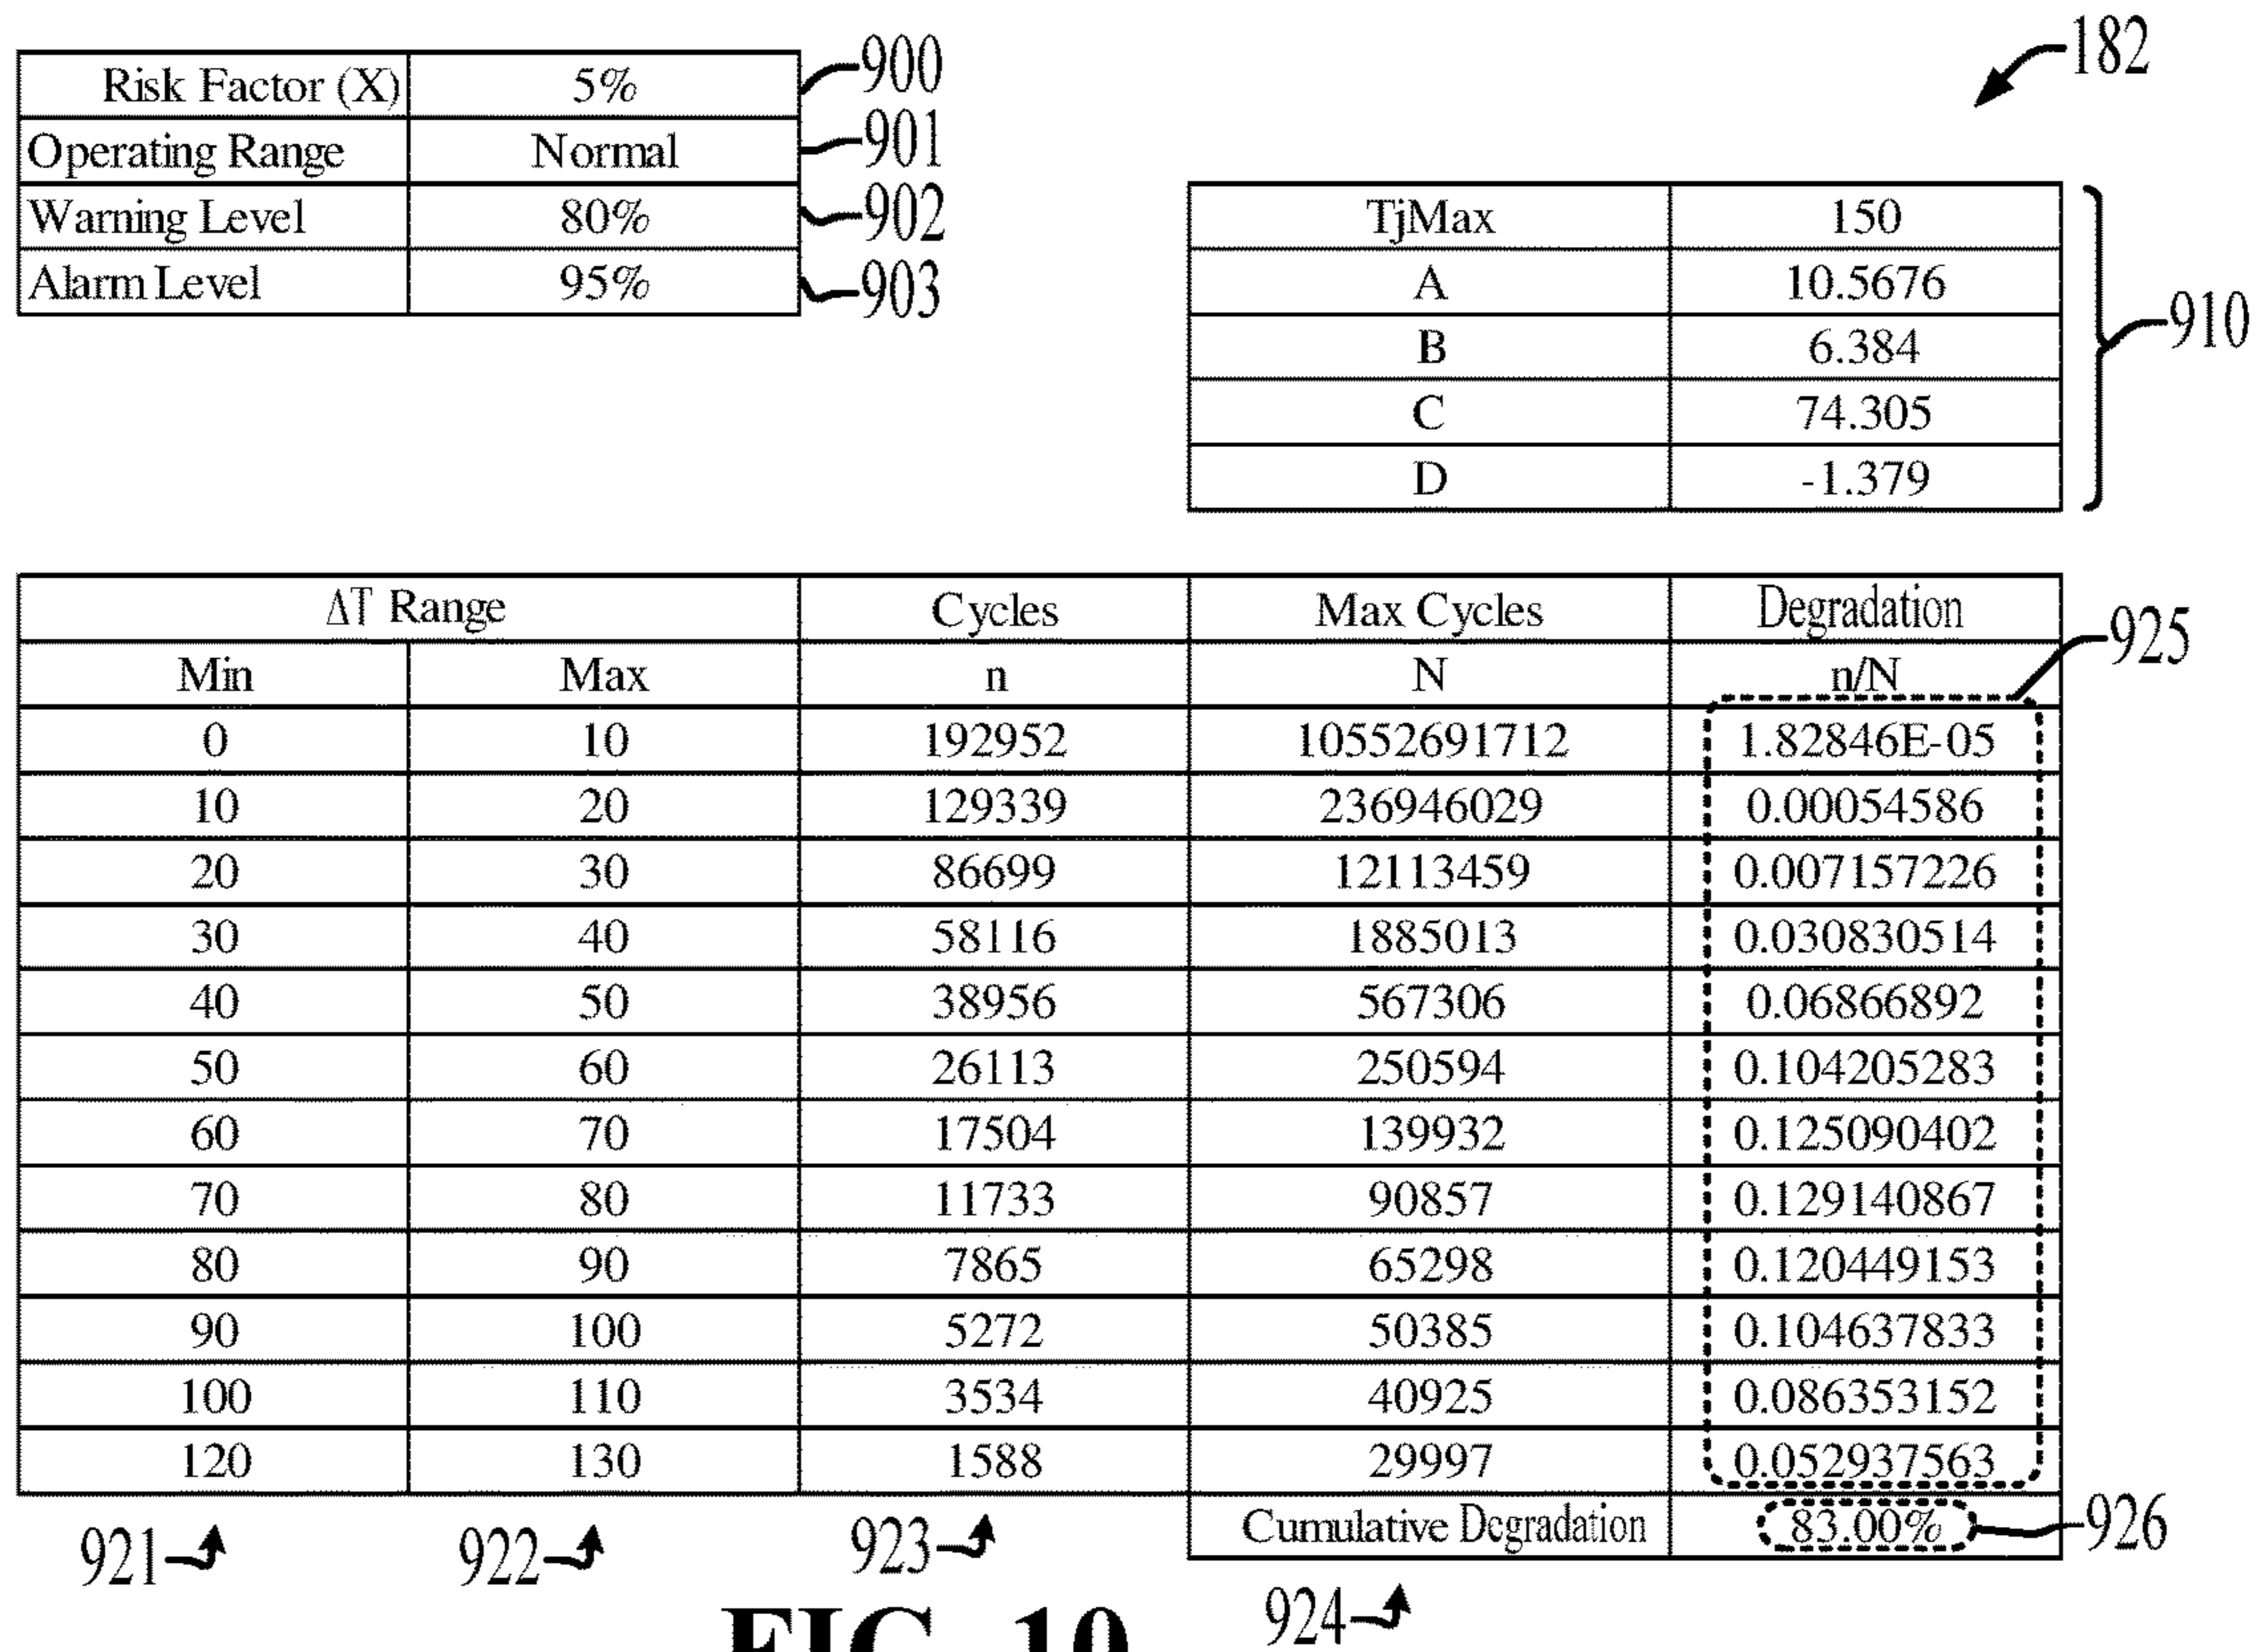 182
Risk Factor (X) 5% 900
Operating Range Normal 901
Warning Level 80% 902
Alarm Level 95% 903
TjMax 150
A 10.5676
B 6.384
C 74.305
D -1.379
910
ΔT Range Cycles Max Cycles Degradation
Min Max n N n/N 925
0 10 192952 10552691712 1.82846E-05
10 20 129339 236946029 0.00054586
20 30 86699 12113459 0.007157226
30 40 58116 1885013 0.030830514
40 50 38956 567306 0.06866892
50 60 26113 250594 0.104205283
60 70 17504 139932 0.125090402
70 80 11733 90857 0.129140867
80 90 7865 65298 0.120449153
90 100 5272 50385 0.104637833
100 110 3534 40925 0.086353152
120 130 1588 29997 0.052937563
Cumulative Degradation 83.00% 926
921 922 923 924
FIG. 10